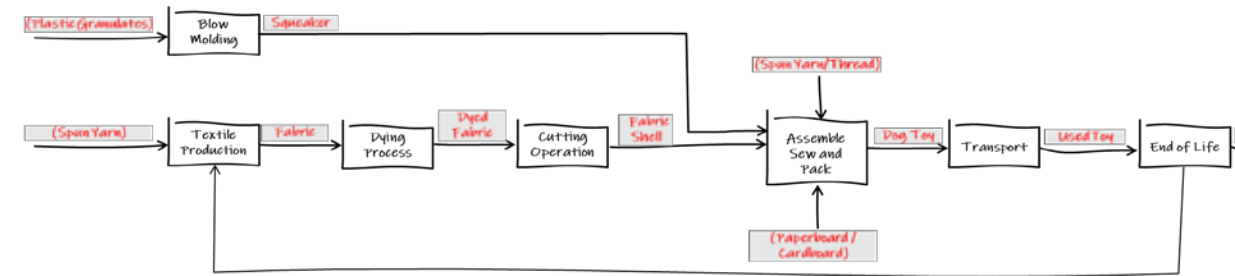 (Plastic Granulates)
Blow
Molding
Squeaker
(Spun Yarn/Thread)
(Spun Yarn)
Textile
Production
Fabric
Dying
Process
Dyed
Fabric
Cutting
Operation
Fabric
Shell
Assemble
Sew and
Pack
Dog Toy
Transport
Used Toy
End of Life
(Paperboard /
Cardboard)